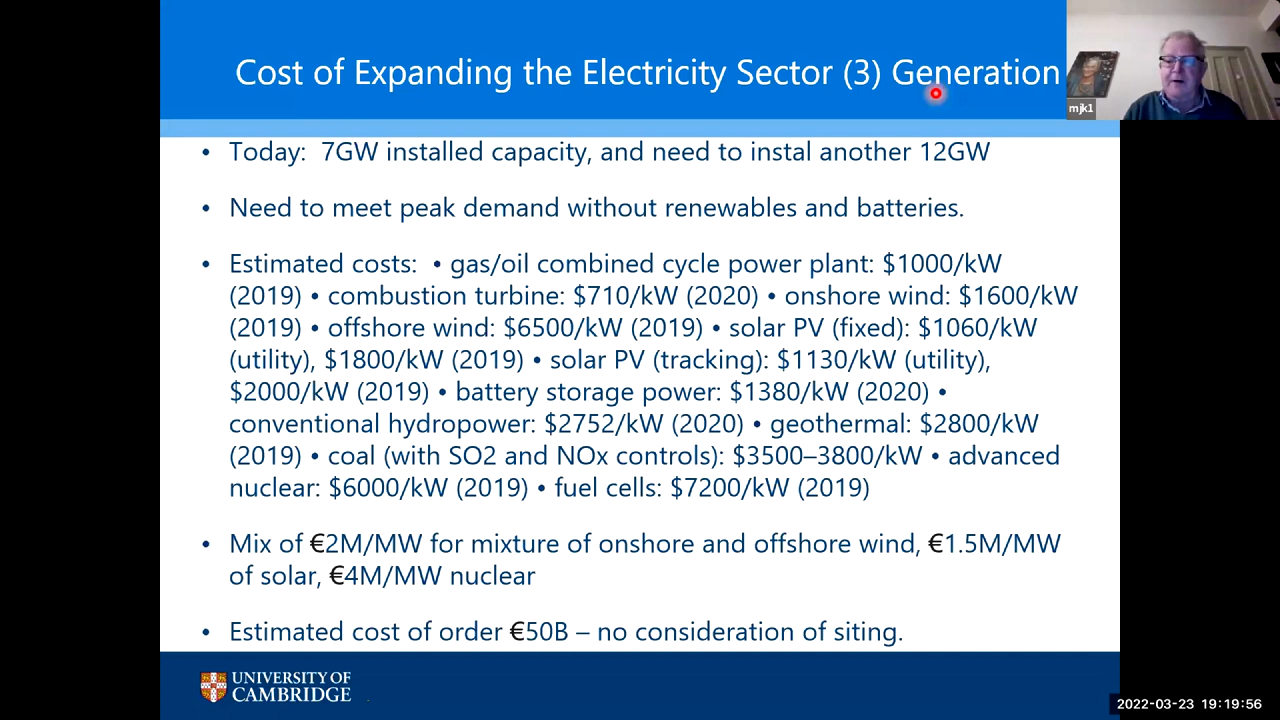 Cost of Expanding the Electricity Sector (3) Generation
mjk1
• Today:  7GW installed capacity, and need to instal another 12GW
• Need to meet peak demand without renewables and batteries.
• Estimated costs:  • gas/oil combined cycle power plant: $1000/kW
(2019) • combustion turbine: $710/kW (2020) • onshore wind: $1600/kW
(2019) • offshore wind: $6500/kW (2019) • solar PV (fixed): $1060/kW
(utility), $1800/kW (2019) • solar PV (tracking): $1130/kW (utility),
$2000/kW (2019) • battery storage power: $1380/kW (2020) •
conventional hydropower: $2752/kW (2020) • geothermal: $2800/kW
(2019) • coal (with SO2 and NOx controls): $3500–3800/kW • advanced
nuclear: $6000/kW (2019) • fuel cells: $7200/kW (2019)
• Mix of €2M/MW for mixture of onshore and offshore wind, €1.5M/MW
of solar, €4M/MW nuclear
• Estimated cost of order €50B – no consideration of siting.
UNIVERSITY OF
CAMBRIDGE
2022-03-23 19:19:56